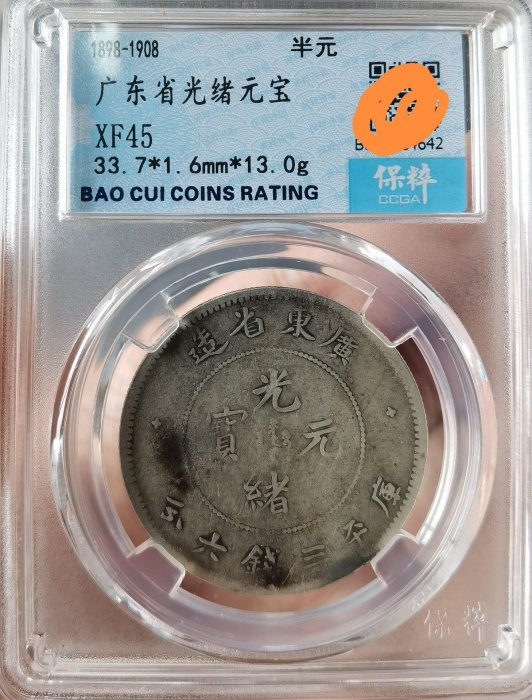 1898-1908 半元
广东省光绪元宝
XF45
33.7*1.6mm*13.0g
BAO CUI COINS RATING
642
保粹
CCGA
廣東省造
光緒元寶
庫平三錢六分
保粹